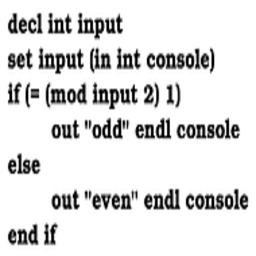 decl int input
set input (in int console)
if (= (mod input 2) 1)
out "odd" endl console
else
out "even" endl console
end if